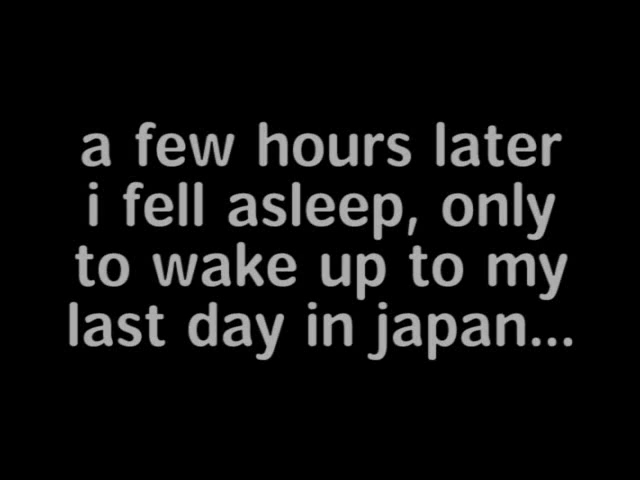 a few hours later
i fell asleep, only
to wake up to my
last day in japan...